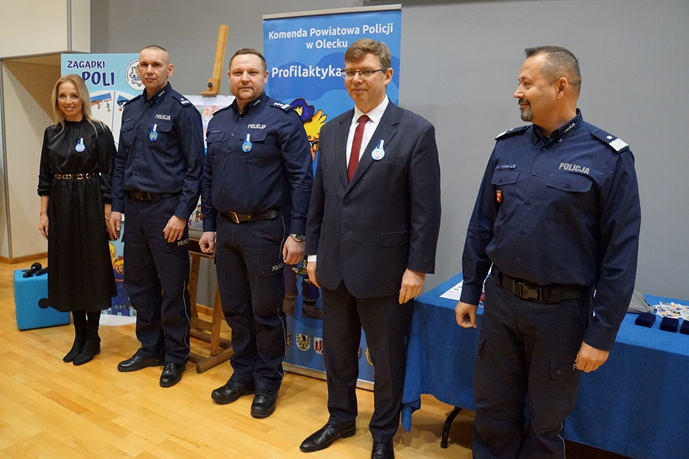 Komenda Powiatowa Policji
w Olecku
Profilaktyka
ZAGADKI
POLI
POLICJA
POLICJA
POLICJA